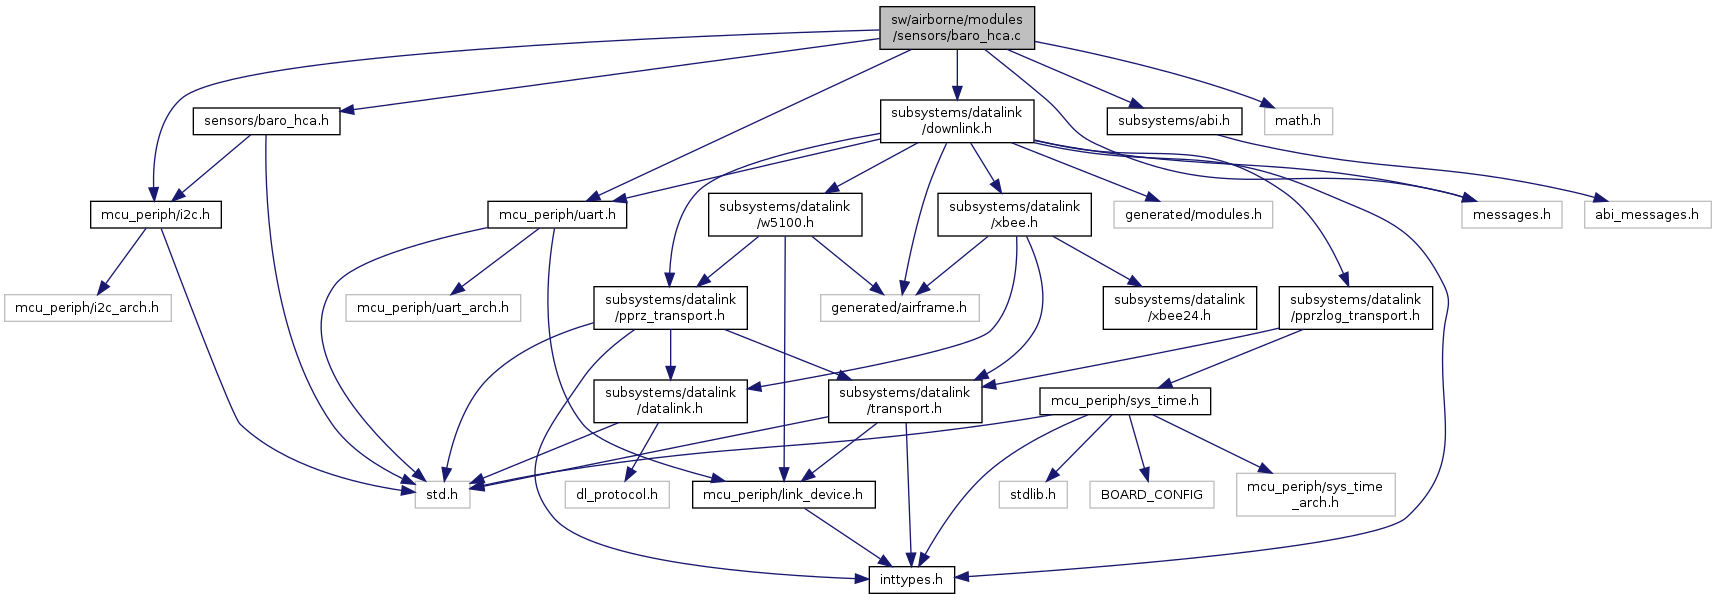 sw/airborne/modules
/sensors/baro_hca.c
sensors/baro_hca.h
subsystems/datalink
/downlink.h
subsystems/abi.h
math.h
mcu_periph/i2c.h
mcu_periph/uart.h
subsystems/datalink
/w5100.h
subsystems/datalink
/xbee.h
generated/modules.h
messages.h
abi_messages.h
mcu_periph/i2c_arch.h
mcu_periph/uart_arch.h
subsystems/datalink
/pprz_transport.h
generated/airframe.h
subsystems/datalink
/xbee24.h
subsystems/datalink
/pprzlog_transport.h
subsystems/datalink
/datalink.h
subsystems/datalink
/transport.h
mcu_periph/sys_time.h
std.h
dl_protocol.h
mcu_periph/link_device.h
stdlib.h
BOARD_CONFIG
mcu_periph/sys_time
_arch.h
inttypes.h